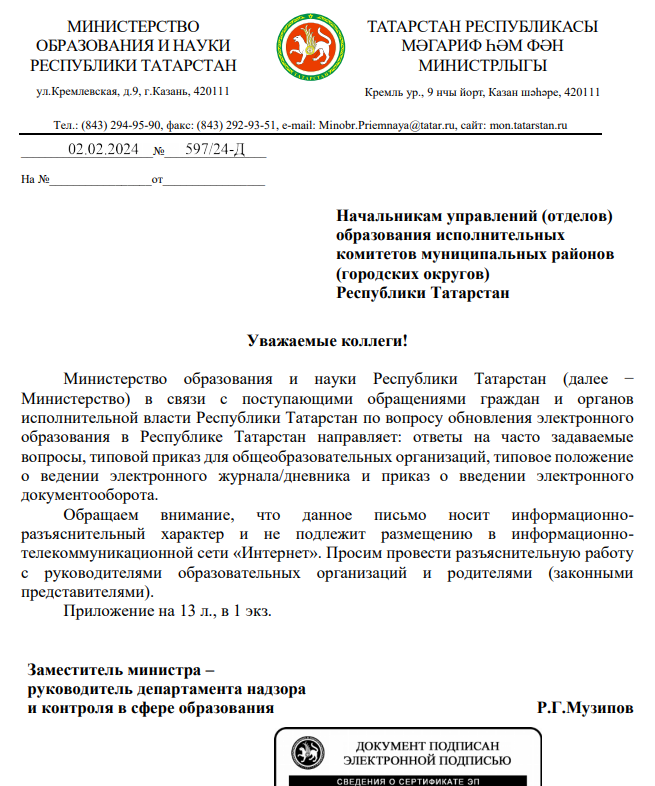 МИНИСТЕРСТВО
ОБРАЗОВАНИЯ И НАУКИ
РЕСПУБЛИКИ ТАТАРСТАН
ул.Кремлевская, д.9, г.Казань, 420111
ТАТАРСТАН РЕСПУБЛИКАСЫ
МӘГАРИФ ҺӘМ ФӘН
МИНИСТРЛЫГЫ
Кремль ур., 9 нчы йорт, Казан шәһәре, 420111
Тел.: (843) 294-95-90, факс: (843) 292-93-51, e-mail: Minobr.Priemnaya@tatar.ru, сайт: mon.tatarstan.ru
02.02.2024 № 597/24-Д
На №_________________от_________________
Начальникам управлений (отделов)
образования исполнительных
комитетов муниципальных районов
(городских округов)
Республики Татарстан
Уважаемые коллеги!
Министерство образования и науки Республики Татарстан (далее −
Министерство) в связи с поступающими обращениями граждан и органов
исполнительной власти Республики Татарстан по вопросу обновления электронного
образования в Республике Татарстан направляет: ответы на часто задаваемые
вопросы, типовой приказ для общеобразовательных организаций, типовое положение
о ведении электронного журнала/дневника и приказ о введении электронного
документооборота.
Обращаем внимание, что данное письмо носит информационно-
разъяснительный характер и не подлежит размещению в информационно-
телекоммуникационной сети «Интернет». Просим провести разъяснительную работу
с руководителями образовательных организаций и родителями (законными
представителями).
Приложение на 13 л., в 1 экз.
Заместитель министра –
руководитель департамента надзора
и контроля в сфере образования Р.Г.Музипов
ДОКУМЕНТ ПОДПИСАН
ЭЛЕКТРОННОЙ ПОДПИСЬЮ
СВЕДЕНИЯ О СЕРТИФИКАТЕ ЭП